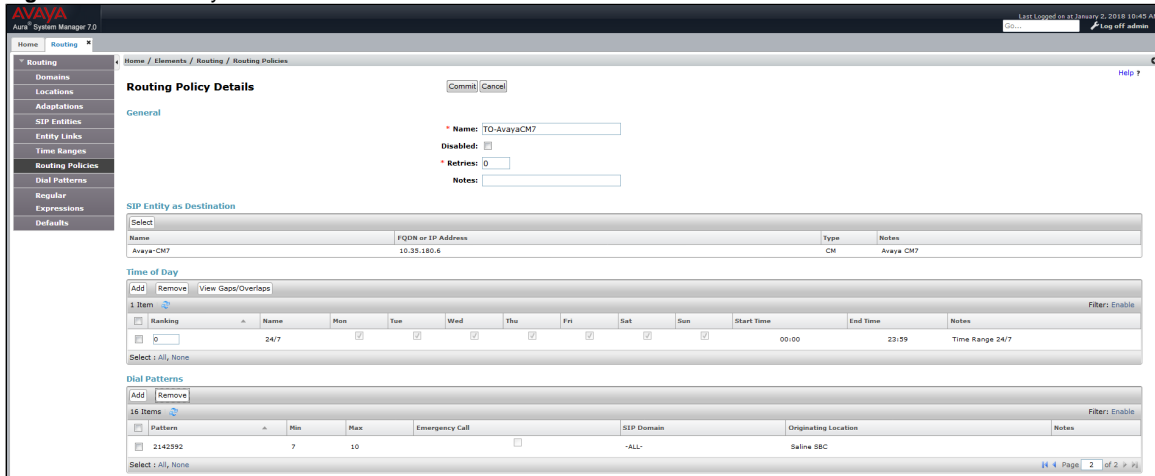 AVAYA
Last Logged on at January 2, 2018 10:45 AM
Aura® System Manager 7.0
Go...
Log off admin
Home Routing ×
Routing
Home / Elements / Routing / Routing Policies
Help ?
Domains
Locations
Adaptations
SIP Entities
Entity Links
Time Ranges
Routing Policies
Dial Patterns
Regular
Expressions
Defaults
Routing Policy Details
Commit Cancel
General
* Name: TO-AvayaCM7
Disabled:
* Retries: 0
Notes:
SIP Entity as Destination
Select
Name FQDN or IP Address Type Notes
Avaya-CM7 10.35.180.6 CM Avaya CM7
Time of Day
Add Remove View Gaps/Overlaps
1 Item Filter: Enable
Ranking Name Mon Tue Wed Thu Fri Sat Sun Start Time End Time Notes
0 24/7 00:00 23:59 Time Range 24/7
Select : All, None
Dial Patterns
Add Remove
16 Items Filter: Enable
Pattern Min Max Emergency Call SIP Domain Originating Location Notes
2142592 7 10 -ALL- Saline SBC
Select : All, None Page 2 of 2